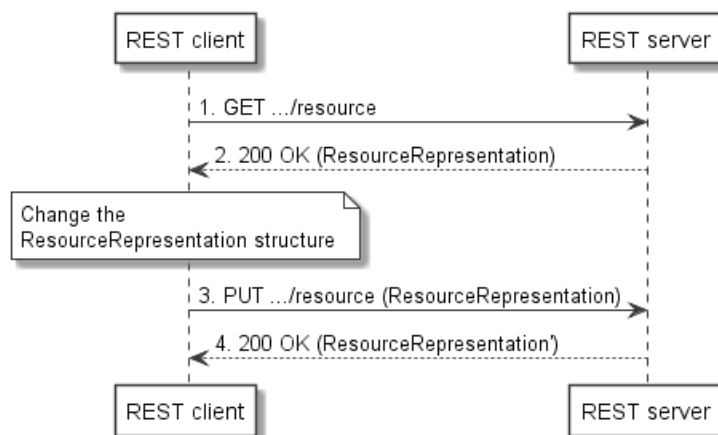 REST client
REST server
1. GET .../resource
2. 200 OK (ResourceRepresentation)
Change the
ResourceRepresentation structure
3. PUT .../resource (ResourceRepresentation)
4. 200 OK (ResourceRepresentation')
REST client
REST server